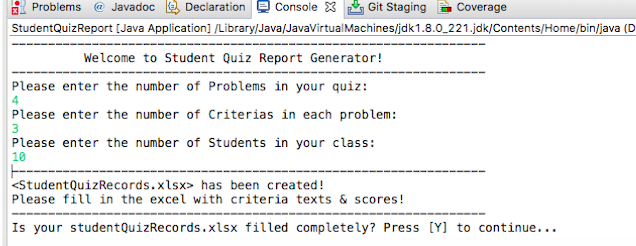 Problems @ Javadoc Declaration Console Git Staging Coverage
StudentQuizReport [Java Application] /Library/Java/JavaVirtualMachines/jdk1.8.0_221.jdk/Contents/Home/bin/java (D
------------------------------------------------------------------
Welcome to Student Quiz Report Generator!
------------------------------------------------------------------
Please enter the number of Problems in your quiz:
4
Please enter the number of Criterias in each problem:
3
Please enter the number of Students in your class:
10
------------------------------------------------------------------
<StudentQuizRecords.xlsx> has been created!
Please fill in the excel with criteria texts & scores!
------------------------------------------------------------------
Is your studentQuizRecords.xlsx filled completely? Press [Y] to continue...